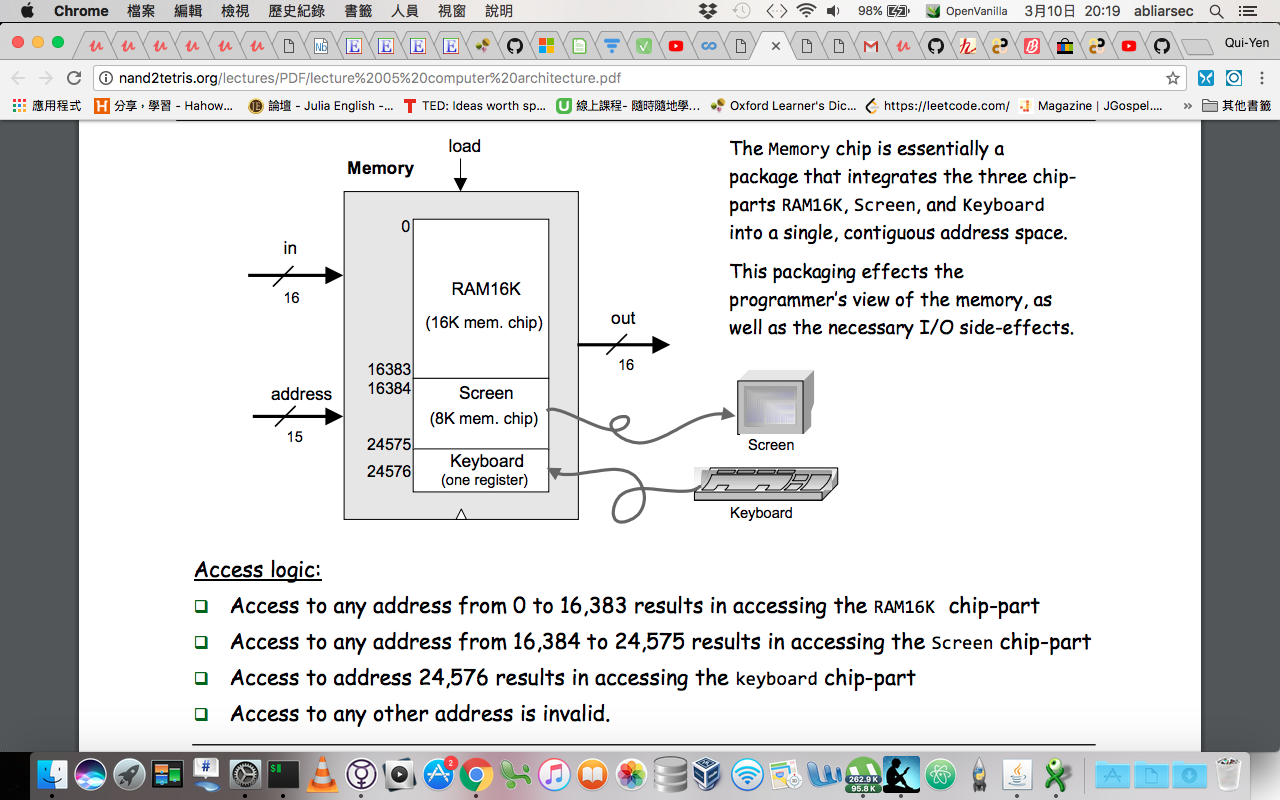 Chrome 檔案 編輯 檢視 歷史紀錄 書籤 人員 視窗 說明 98% OpenVanilla 3月10日 20:19 abliarsec
Qui-Yen
nand2tetris.org/lectures/PDF/lecture%2005%20computer%20architecture.pdf
應用程式 分享，學習 - Hahow... 論壇 - Julia English -... TED: Ideas worth sp... 線上課程- 隨時隨地學... Oxford Learner's Dic... https://leetcode.com/ Magazine | JGospel.... » 其他書籤
load
Memory
0
in
16
RAM16K
(16K mem. chip)
out
16
16383
16384
address
15
Screen
(8K mem. chip)
24575
24576
Keyboard
(one register)
Screen
Keyboard
The Memory chip is essentially a
package that integrates the three chip-
parts RAM16K, Screen, and Keyboard
into a single, contiguous address space.
This packaging effects the
programmer's view of the memory, as
well as the necessary I/O side-effects.
Access logic:
Access to any address from 0 to 16,383 results in accessing the RAM16K chip-part
Access to any address from 16,384 to 24,575 results in accessing the Screen chip-part
Access to address 24,576 results in accessing the keyboard chip-part
Access to any other address is invalid.
2
262.9 K
95.8 K